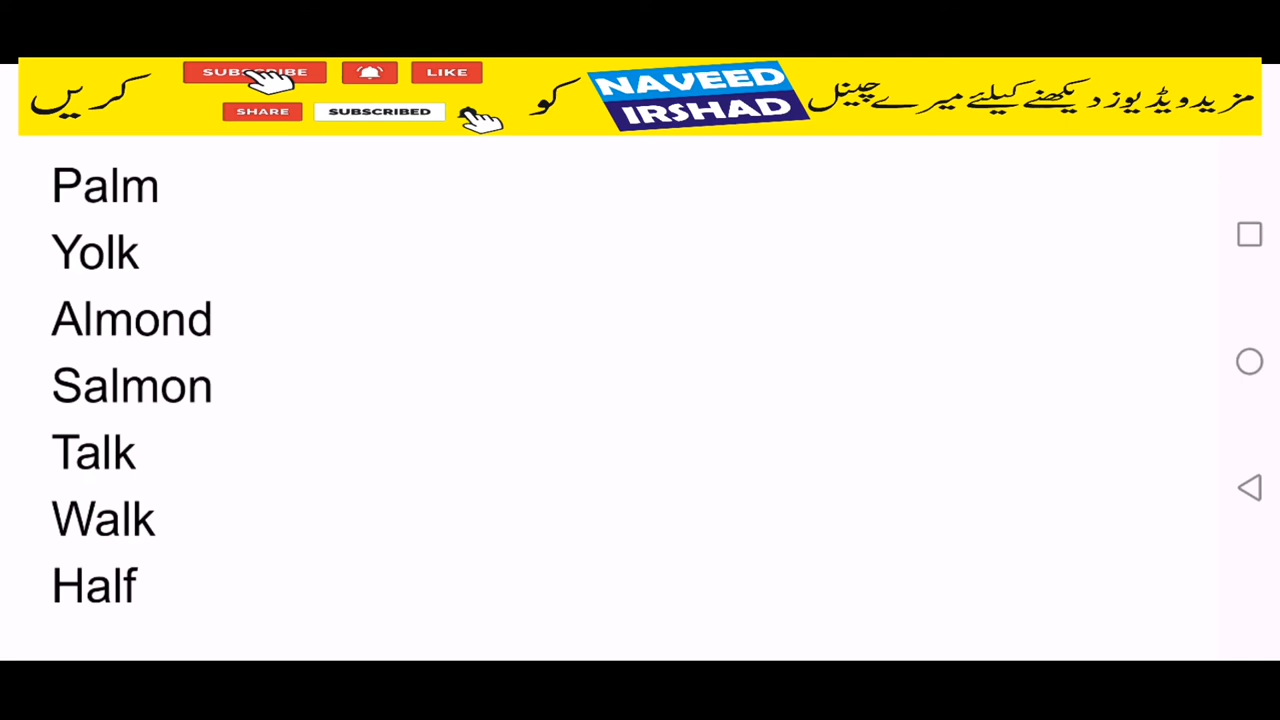 مزید ویڈیوز دیکھنے کیلئے میرے چینل NAVEED IRSHAD کو SUBSCRIBE LIKE SHARE SUBSCRIBED کریں
Palm
Yolk
Almond
Salmon
Talk
Walk
Half